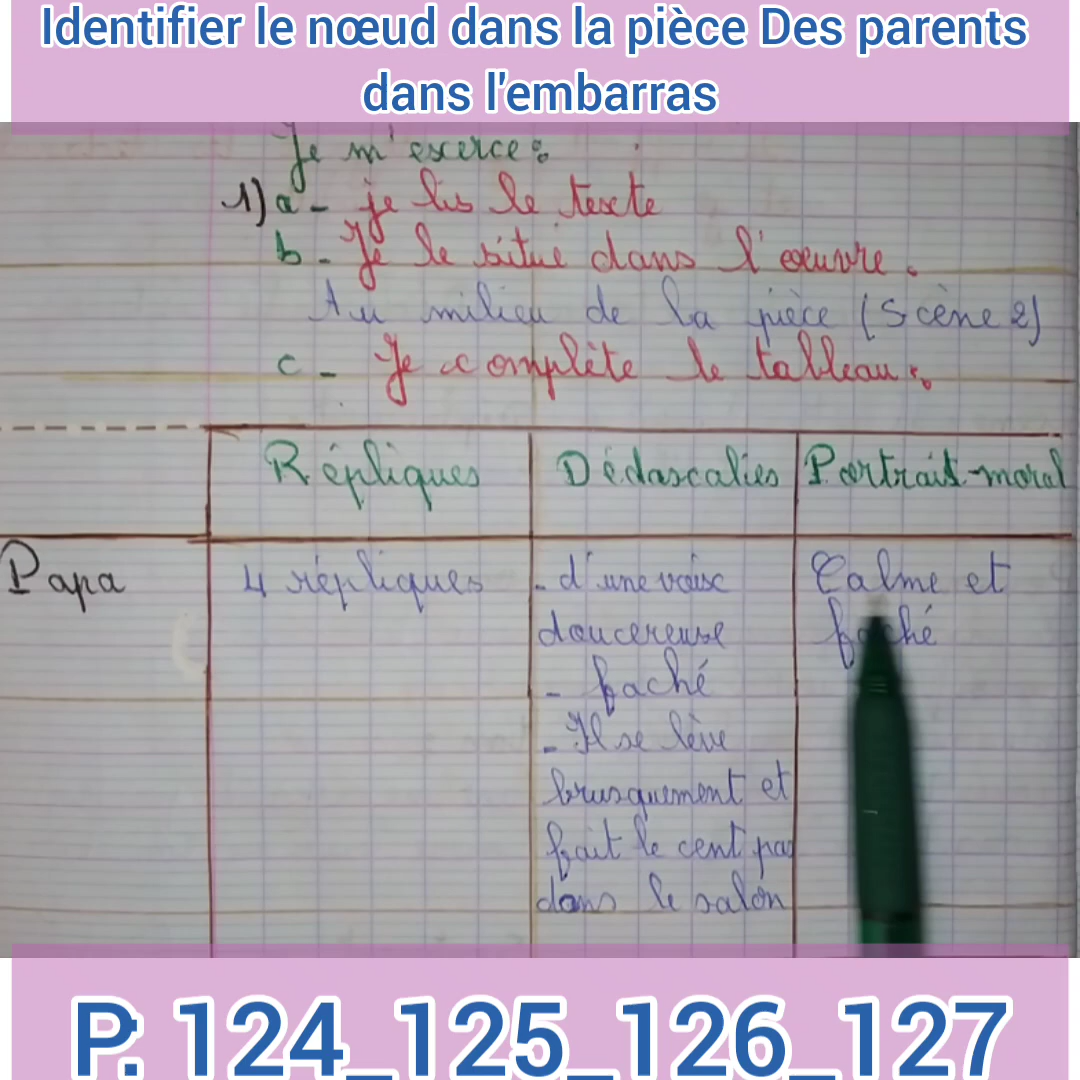 Identifier le nœud dans la pièce Des parents
dans l'embarras
Je m'exerce :
1) a - je lis le texte
b - Je le situe dans l'œuvre.
Au milieu de la pièce (Scène 2)
c - Je complète le tableau :
Répliques Dédascalies Portrait-moral
Papa 4 répliques - d'une voix Calme et
doucereuse faché
- faché
- Il se lève
brusquement et
fait le cent pas
dans le salon
P. 124_125_126_127